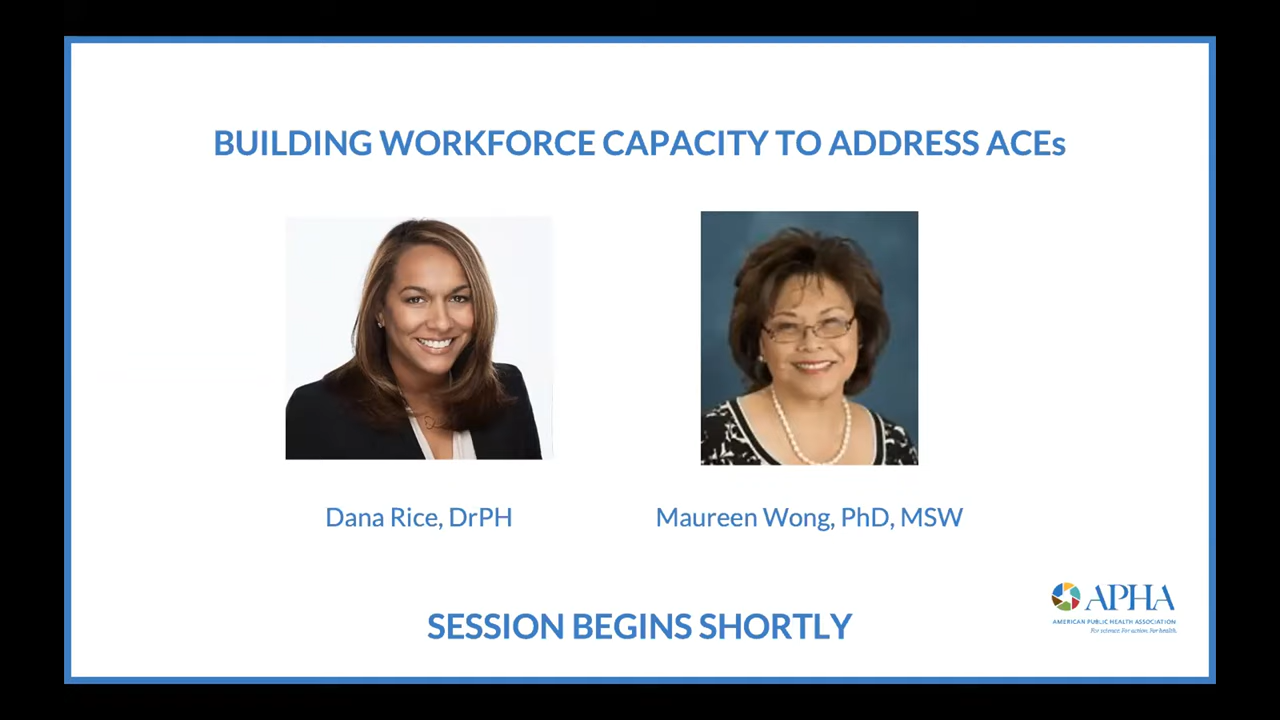 BUILDING WORKFORCE CAPACITY TO ADDRESS ACEs
Dana Rice, DrPH
Maureen Wong, PhD, MSW
SESSION BEGINS SHORTLY
APHA
AMERICAN PUBLIC HEALTH ASSOCIATION
For science. For action. For health.